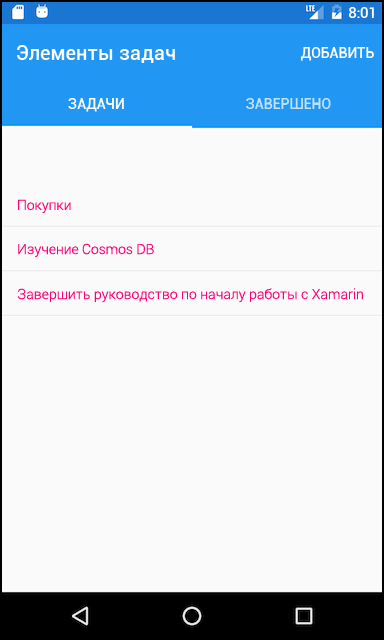 LTE 8:01
Элементы задач ДОБАВИТЬ
ЗАДАЧИ ЗАВЕРШЕНО
Покупки
Изучение Cosmos DB
Завершить руководство по началу работы с Xamarin